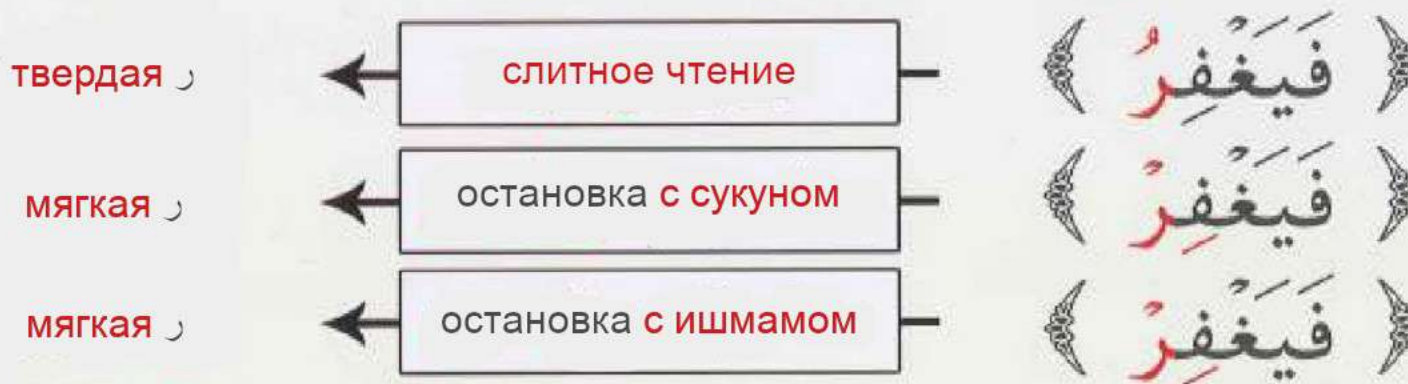 ﴿ فَيَغْفِرُ ﴾ слитное чтение ر твердая
﴿ فَيَغْفِرْ ﴾ остановка с сукуном ر мягкая
﴿ فَيَغْفِرْ ﴾ остановка с ишмамом ر мягкая